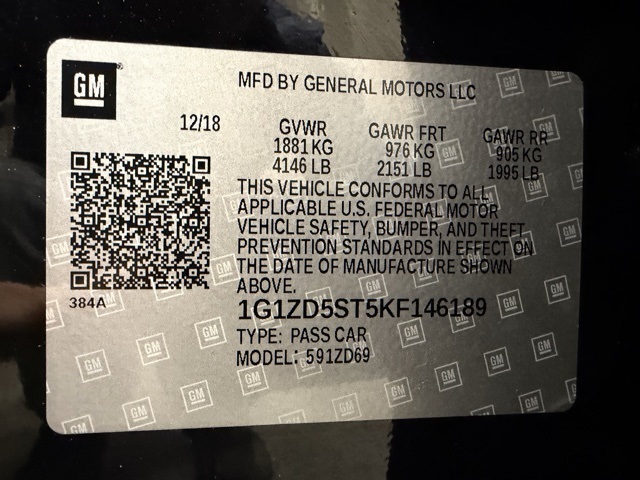 GM
MFD BY GENERAL MOTORS LLC
12/18 GVWR GAWR FRT GAWR RR
1881 KG 976 KG 905 KG
4146 LB 2151 LB 1995 LB
THIS VEHICLE CONFORMS TO ALL
APPLICABLE U.S. FEDERAL MOTOR
VEHICLE SAFETY, BUMPER, AND THEFT
PREVENTION STANDARDS IN EFFECT ON
THE DATE OF MANUFACTURE SHOWN
ABOVE.
384A
1G1ZD5ST5KF146189
TYPE: PASS CAR
MODEL: 591ZD69